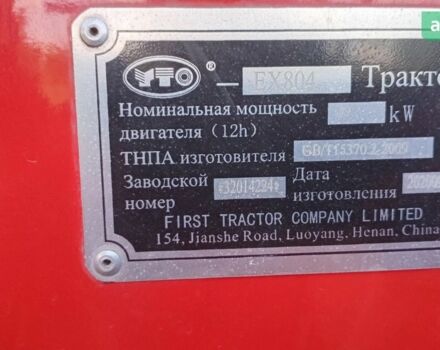 YTO ® – EX804 Тракто
Номинальная мощность kW
двигателя (12h)
ТНПА изготовителя GB/T15370.2-2009
Заводской Дата
номер изготовления
FIRST TRACTOR COMPANY LIMITED
154, Jianshe Road, Luoyang, Henan, China